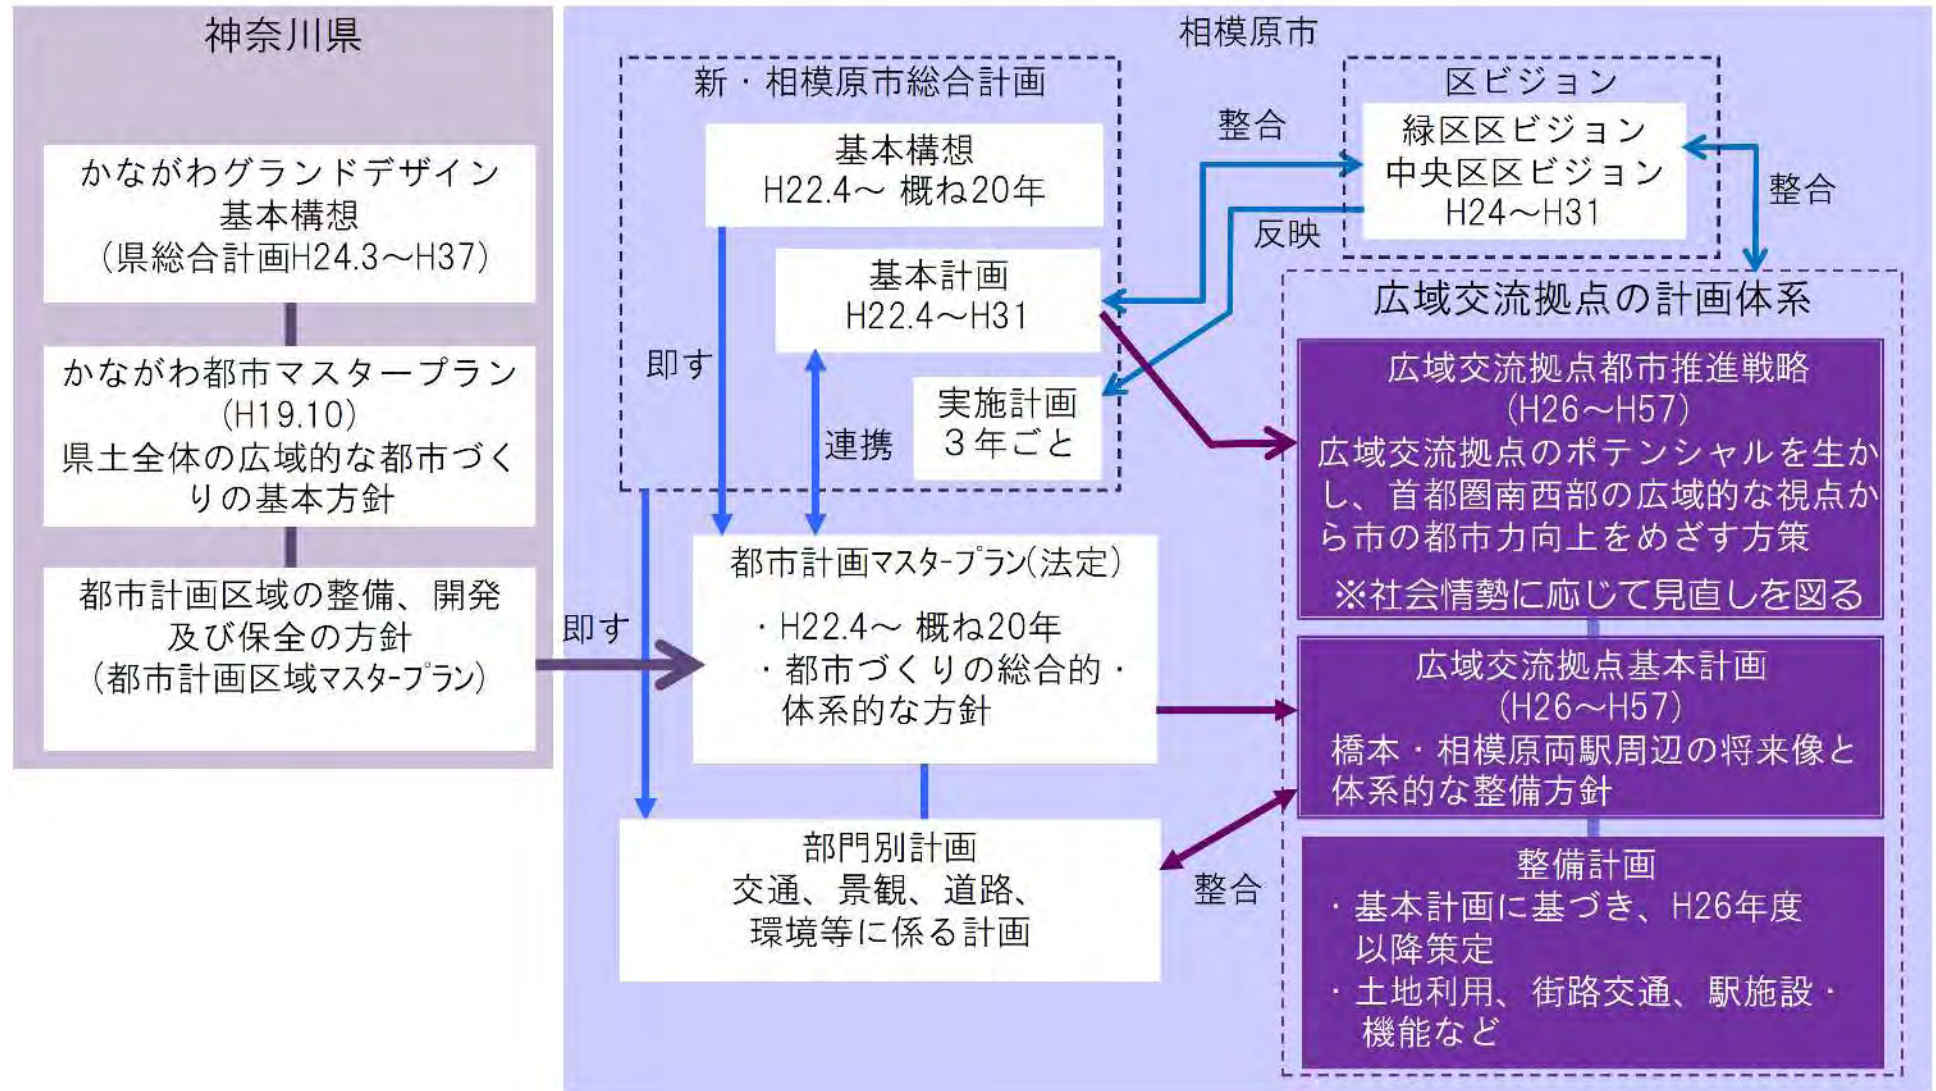 神奈川県
かながわグランドデザイン
基本構想
（県総合計画H24.3～H37）
かながわ都市マスタープラン
(H19.10)
県土全体の広域的な都市づく
りの基本方針
都市計画区域の整備、開発
及び保全の方針
（都市計画区域ﾏｽﾀｰﾌﾟﾗﾝ）
即す
相模原市
新・相模原市総合計画
基本構想
H22.4～ 概ね20年
基本計画
H22.4～H31
実施計画
３年ごと
即す
連携
都市計画ﾏｽﾀｰﾌﾟﾗﾝ(法定)
・H22.4～ 概ね20年
・都市づくりの総合的・
体系的な方針
部門別計画
交通、景観、道路、
環境等に係る計画
整合
反映
区ビジョン
緑区区ビジョン
中央区区ビジョン
H24～H31
整合
広域交流拠点の計画体系
広域交流拠点都市推進戦略
(H26～H57)
広域交流拠点のポテンシャルを生か
し、首都圏南西部の広域的な視点か
ら市の都市力向上をめざす方策
※社会情勢に応じて見直しを図る
広域交流拠点基本計画
(H26～H57)
橋本・相模原両駅周辺の将来像と
体系的な整備方針
整合
整備計画
・基本計画に基づき、H26年度
以降策定
・土地利用、街路交通、駅施設・
機能など